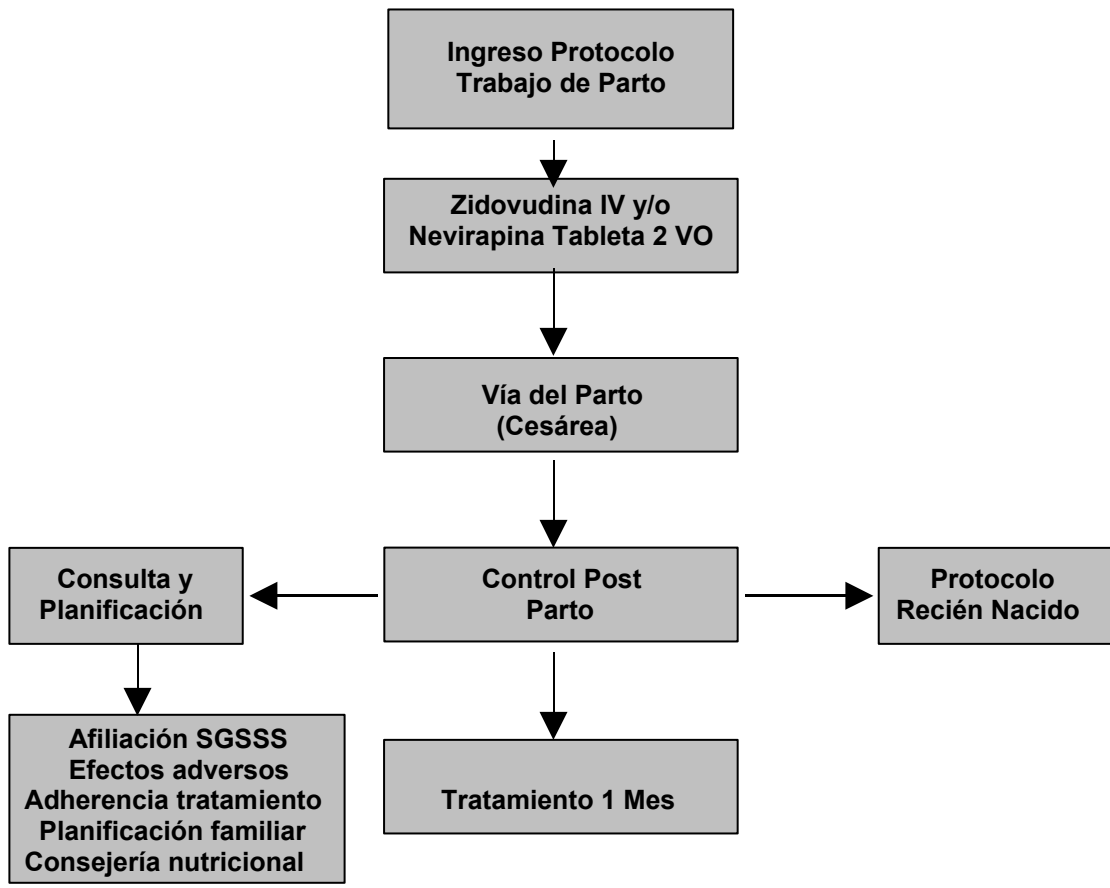 Ingreso Protocolo
Trabajo de Parto
Zidovudina IV y/o
Nevirapina Tableta 2 VO
Vía del Parto
(Cesárea)
Consulta y
Planificación
Control Post
Parto
Protocolo
Recién Nacido
Afiliación SGSSS
Efectos adversos
Adherencia tratamiento
Planificación familiar
Consejería nutricional
Tratamiento 1 Mes